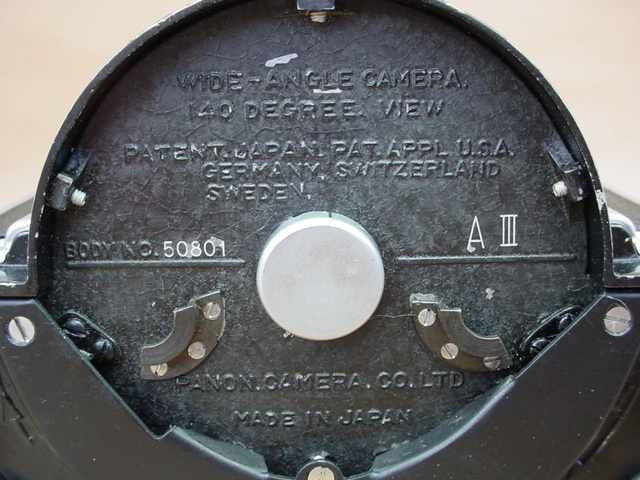 WIDE-ANGLE CAMERA.
140 DEGREE. VIEW
PATENT. JAPAN. PAT. APPL. U.S.A.
GERMANY. SWITZERLAND
SWEDEN.
BODY NO. 50801
A III
PANON. CAMERA. CO. LTD
MADE IN JAPAN